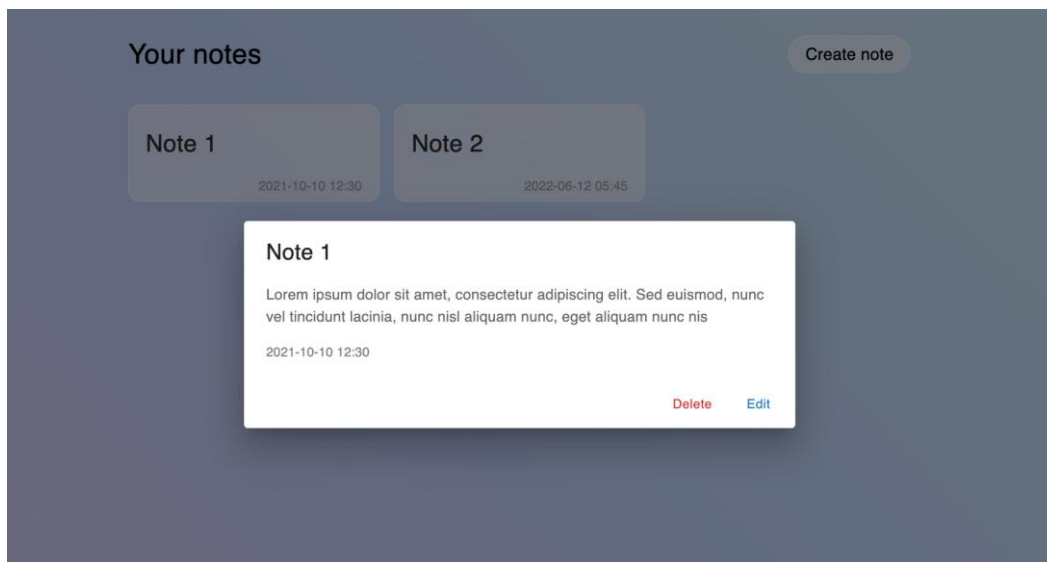 Your notes
Create note
Note 1
2021-10-10 12:30
Note 2
2022-06-12 05:45
Note 1
Lorem ipsum dolor sit amet, consectetur adipiscing elit. Sed euismod, nunc
vel tincidunt lacinia, nunc nisl aliquam nunc, eget aliquam nunc nis
2021-10-10 12:30
Delete
Edit